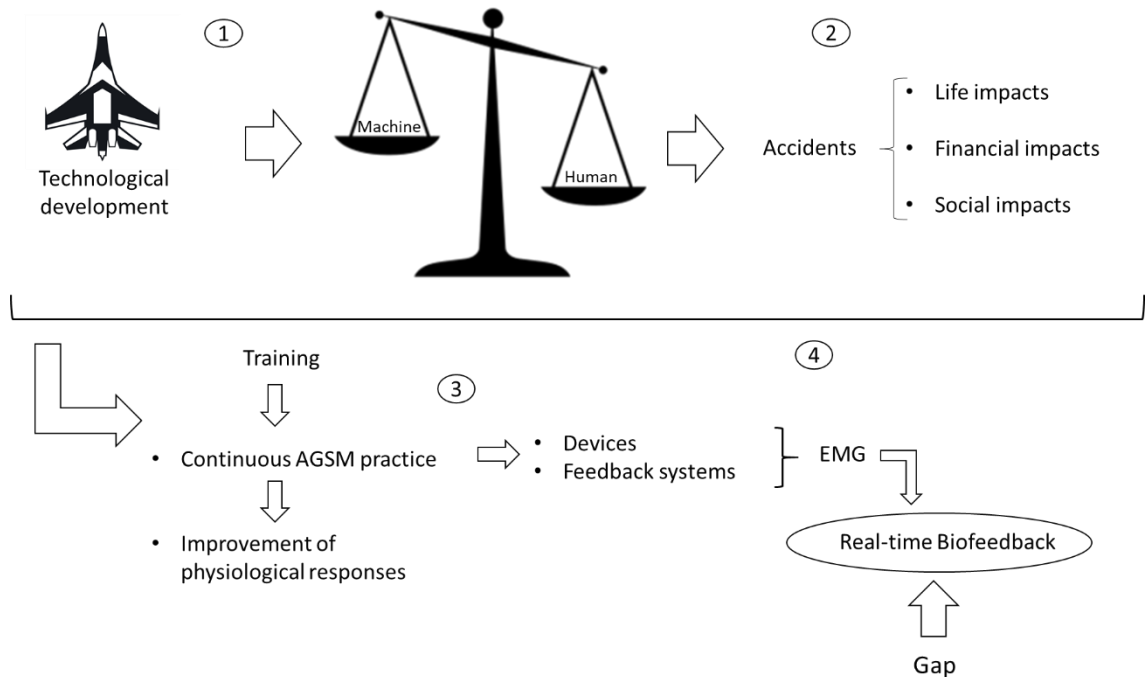 1
2
Technological
development
Machine
Human
Accidents
• Life impacts
• Financial impacts
• Social impacts
Training
3
4
• Continuous AGSM practice
• Improvement of
physiological responses
• Devices
• Feedback systems
EMG
Real-time Biofeedback
Gap